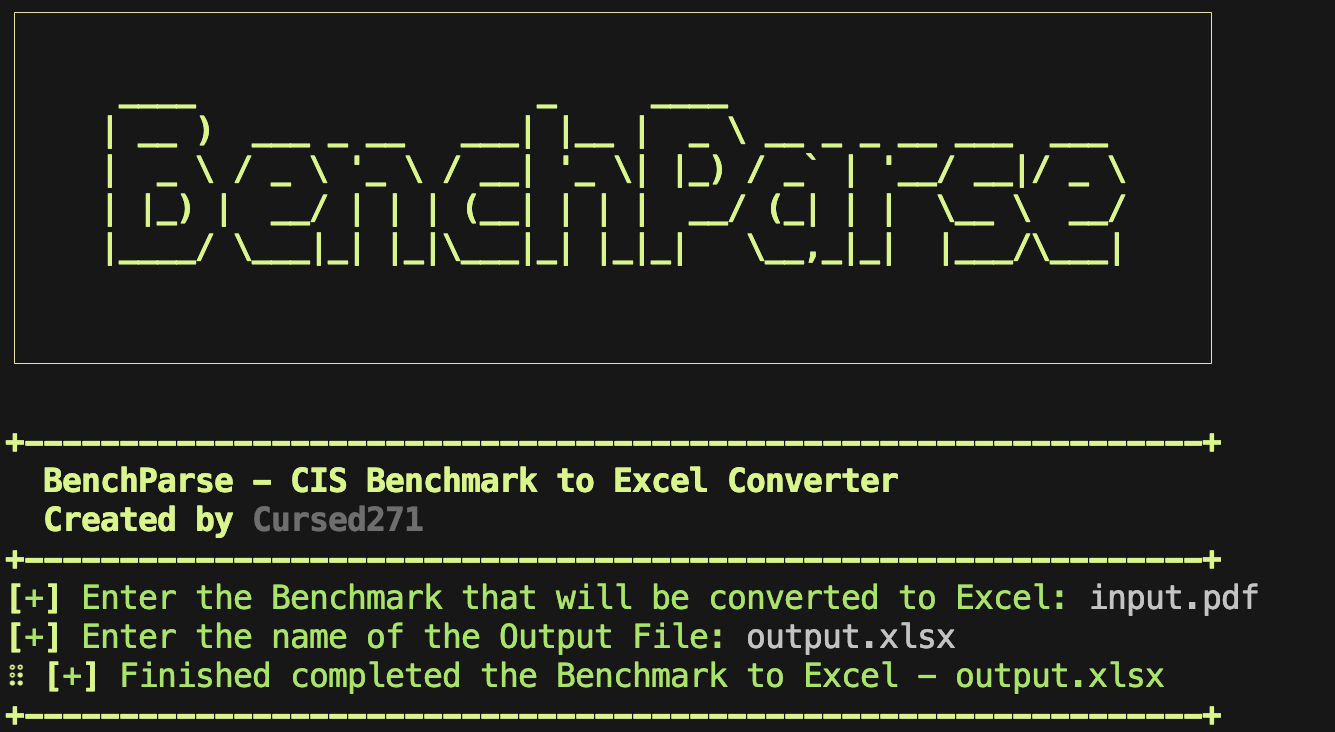 BenchParse
BenchParse – CIS Benchmark to Excel Converter
Created by Cursed271
[+] Enter the Benchmark that will be converted to Excel: input.pdf
[+] Enter the name of the Output File: output.xlsx
⠿ [+] Finished completed the Benchmark to Excel – output.xlsx